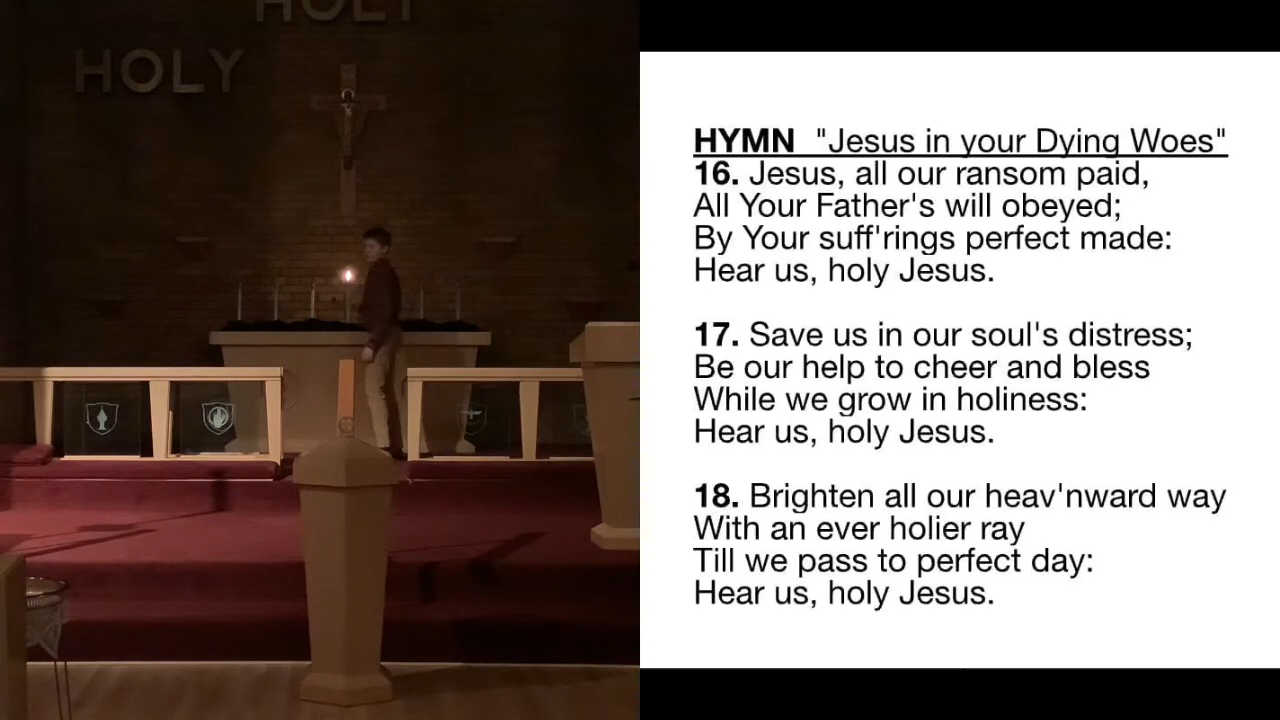 HOLY
HOLY
HYMN "Jesus in your Dying Woes"
16. Jesus, all our ransom paid,
All Your Father's will obeyed;
By Your suff'rings perfect made:
Hear us, holy Jesus.
17. Save us in our soul's distress;
Be our help to cheer and bless
While we grow in holiness:
Hear us, holy Jesus.
18. Brighten all our heav'nward way
With an ever holier ray
Till we pass to perfect day:
Hear us, holy Jesus.